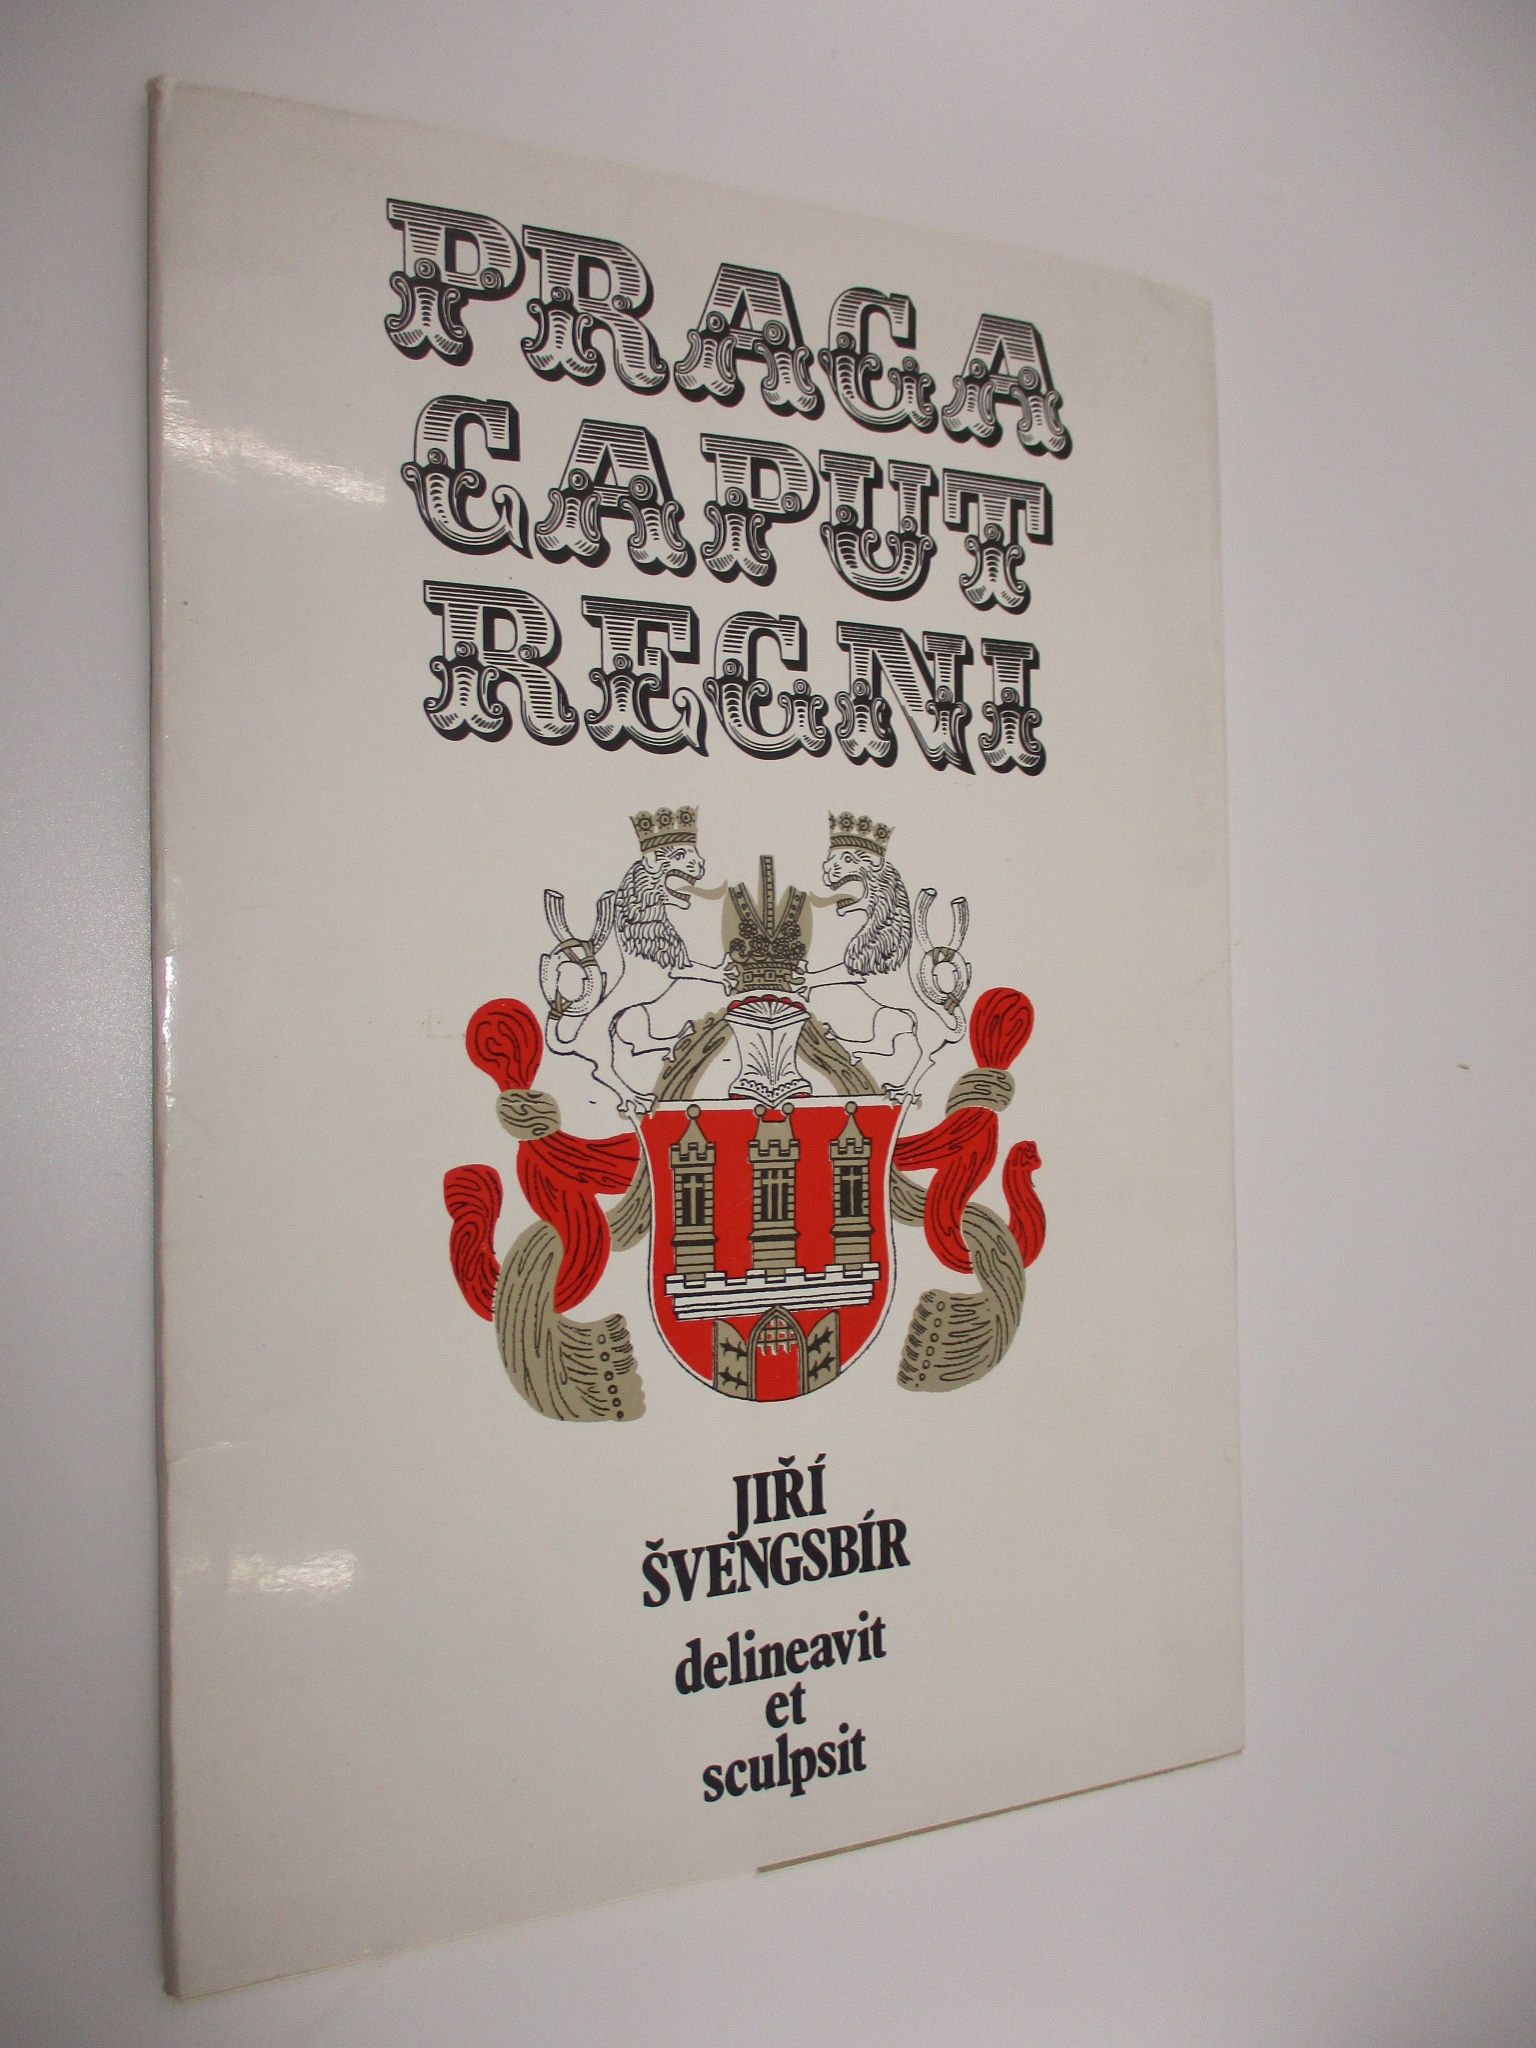 PRAGA
CAPUT
REGNI
JIŘÍ
ŠVENGSBÍR
delineavit
et
sculpsit